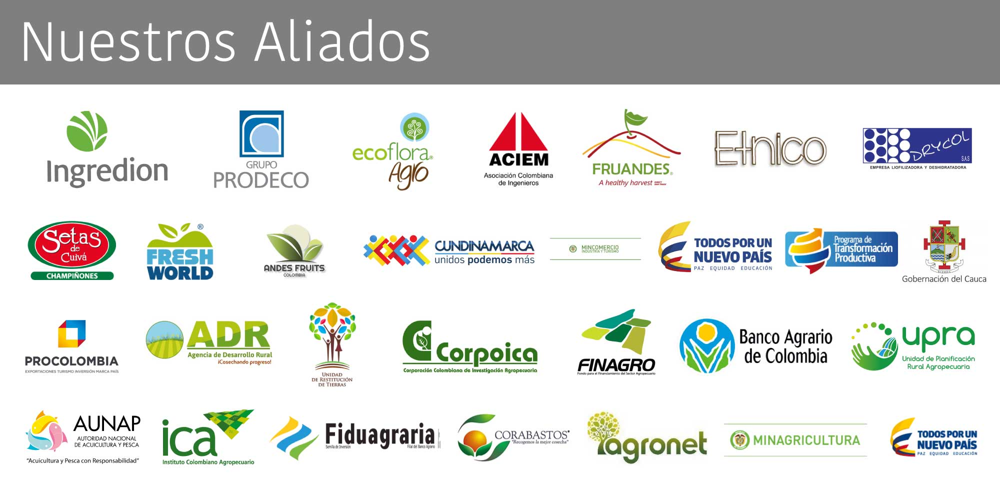 Nuestros Aliados
Ingredion
GRUPO
PRODECO
ecoflora®
Agro
ACIEM
Asociación Colombiana
de Ingenieros
FRUANDES®
A healthy harvest DIRECT
FAIR TRADE
Etnico
DRYCOL
S.A.S
EMPRESA LIOFILIZADORA Y DESHIDRATADORA
Setas
de
Cuivá
CHAMPIÑONES
®
FRESH
WORLD
ANDES FRUITS
COLOMBIA
CUNDINAMARCA
unidos podemos más
MINCOMERCIO
INDUSTRIA Y TURISMO
TODOS POR UN
NUEVO PAÍS
PAZ EQUIDAD EDUCACIÓN
Programa de
Transformación
Productiva
Gobernación del Cauca
PROCOLOMBIA
EXPORTACIONES TURISMO INVERSIÓN MARCA PAÍS
ADR
Agencia de Desarrollo Rural
¡Cosechando progreso!
UNIDAD
DE RESTITUCIÓN
DE TIERRAS
Corpoica
Corporación Colombiana de Investigación Agropecuaria
FINAGRO
Fondo para el Financiamiento del Sector Agropecuario
Banco Agrario
de Colombia
upra
Unidad de Planificación
Rural Agropecuaria
AUNAP
AUTORIDAD NACIONAL
DE ACUICULTURA Y PESCA
"Acuicultura y Pesca con Responsabilidad"
ica
Instituto Colombiano Agropecuario
Fiduagraria
Semilla de Inversión Filial del Banco Agrario
CORABASTOS
"Recogemos la mejor cosecha"
agronet
MINAGRICULTURA
TODOS POR UN
NUEVO PAÍS
PAZ EQUIDAD EDUCACIÓN